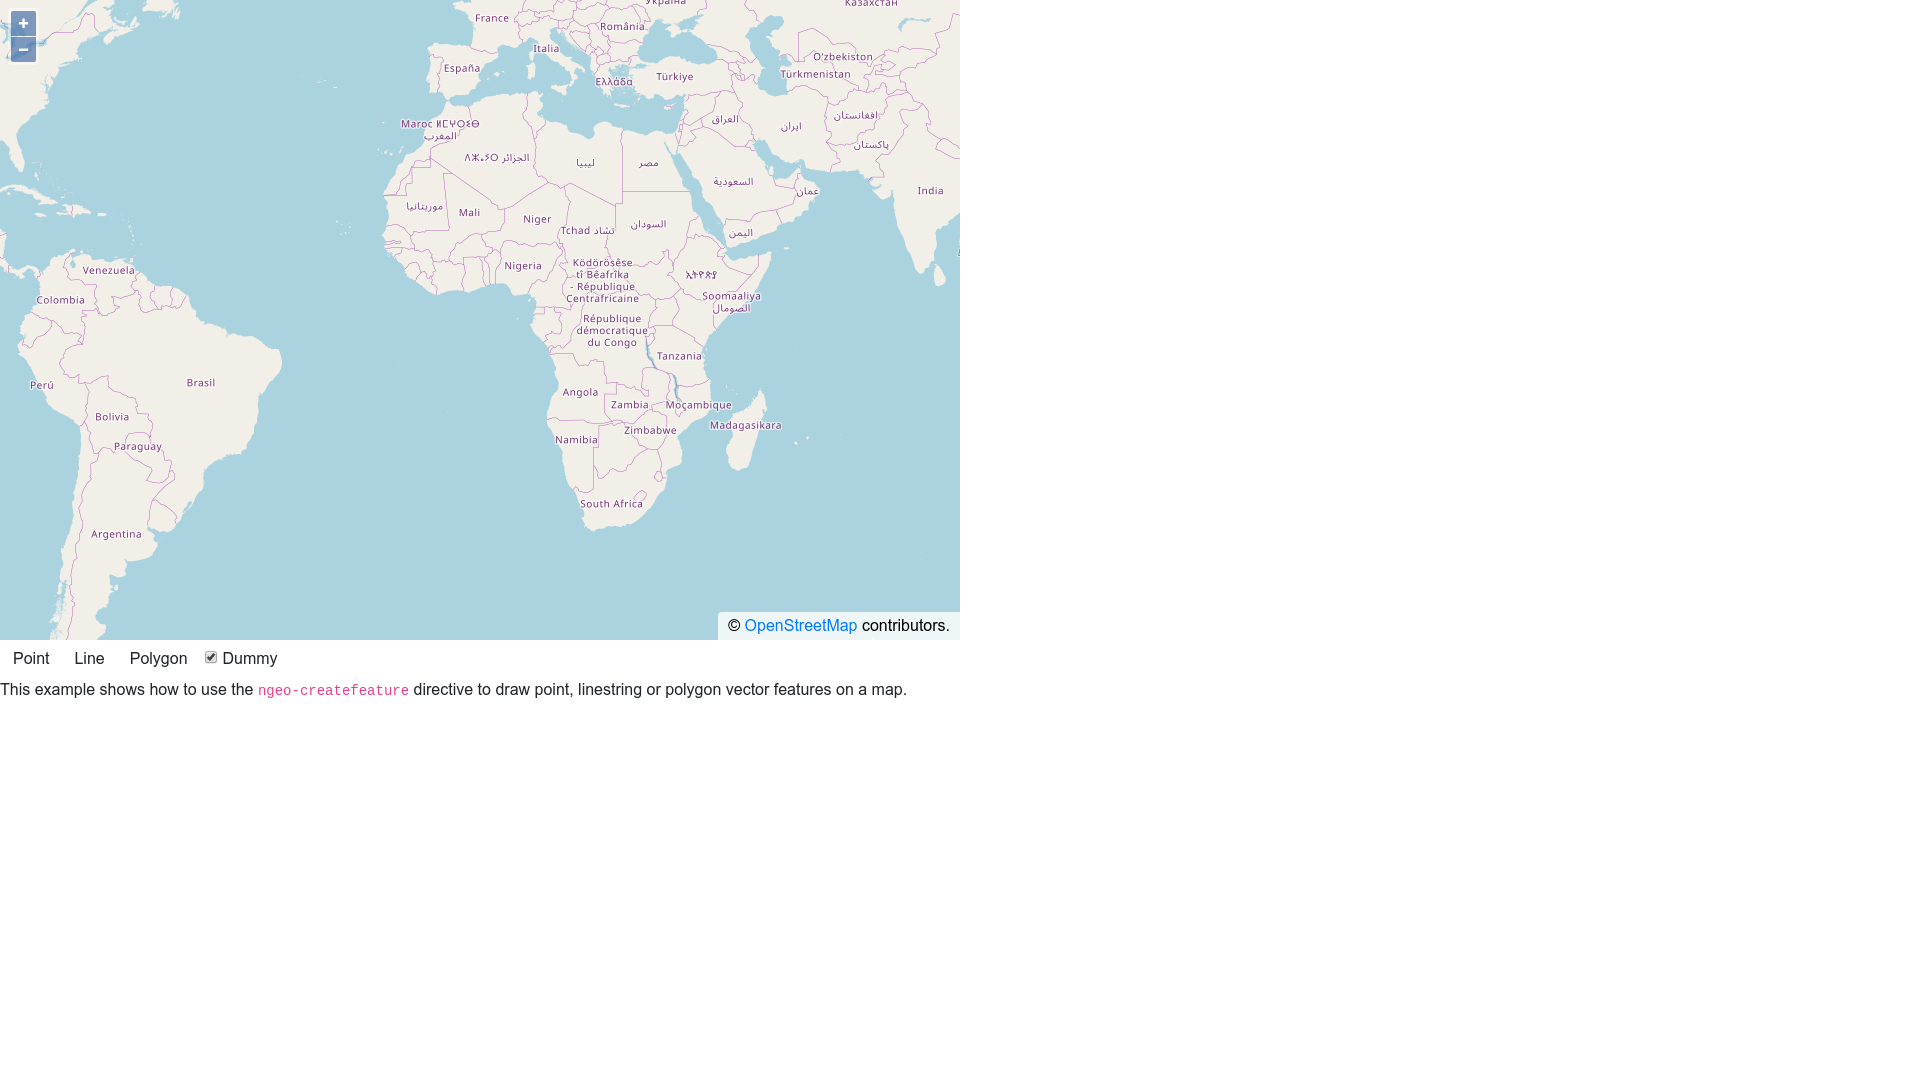 +
−
Україна
Казахстан
France
România
Italia
O'zbekiston
España
Türkmenistan
Türkiye
Ελλάδα
العراق
افغانستان
Maroc ⵍⵎⵖⵔⵉⴱ
المغرب
ایران
پاکستان
ⴷⵣⴰⵢⵔ الجزائر
ليبيا
مصر
السعودية
عمان
India
موريتانيا
Mali
Niger
Tchad تشاد
السودان
اليمن
Venezuela
Nigeria
Ködörösêse
tî Bêafrîka
- République
Centrafricaine
ኢትዮጵያ
Colombia
Soomaaliya
الصومال
République
démocratique
du Congo
Tanzania
Perú
Brasil
Angola
Zambia
Moçambique
Bolivia
Madagasikara
Zimbabwe
Namibia
Paraguay
South Africa
Argentina
© OpenStreetMap contributors.
Point Line Polygon Dummy
This example shows how to use the ngeo-createfeature directive to draw point, linestring or polygon vector features on a map.